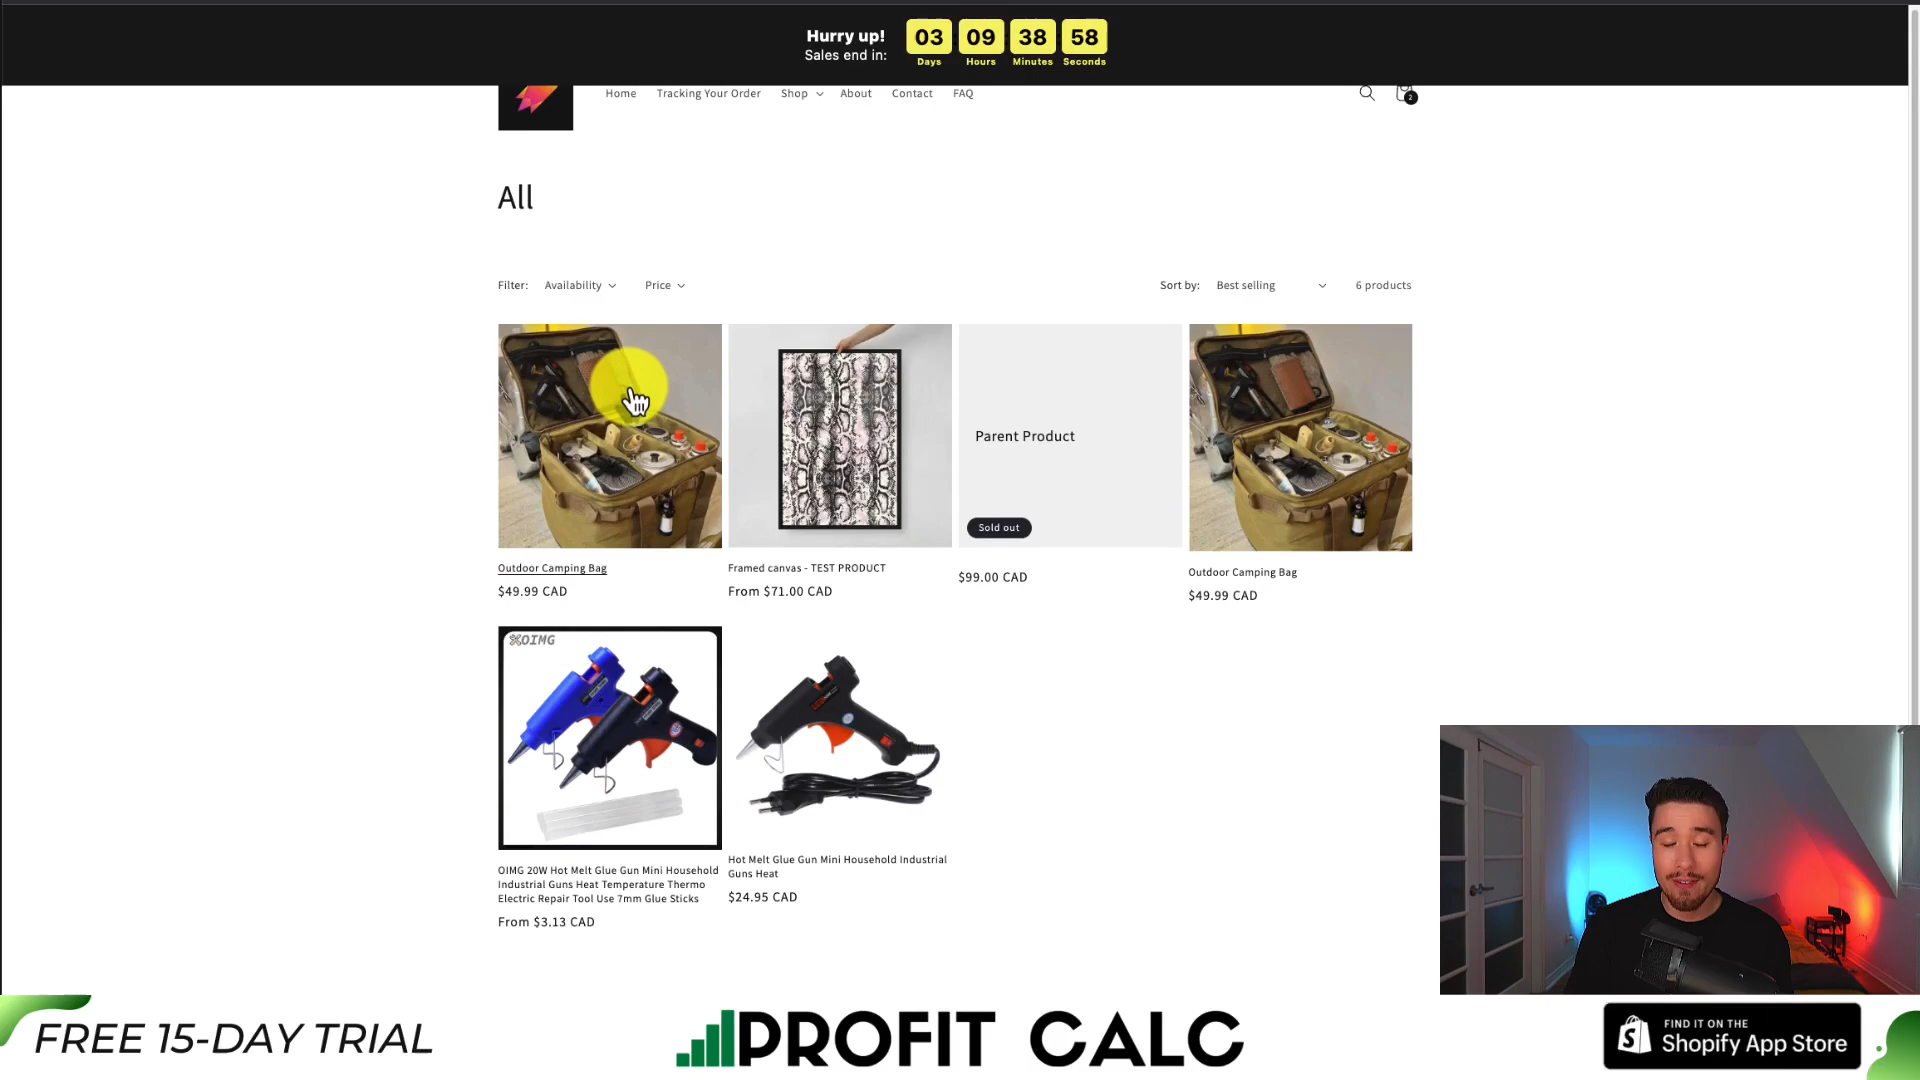 Hurry up!
Sales end in:
03 09 38 58
Days Hours Minutes Seconds
Home Tracking Your Order Shop About Contact FAQ
2
All
Filter: Availability Price
Sort by: Best selling 6 products
Parent Product
Sold out
Outdoor Camping Bag
$49.99 CAD
Framed canvas - TEST PRODUCT
From $71.00 CAD
$99.00 CAD
Outdoor Camping Bag
$49.99 CAD
OIMG
OIMG 20W Hot Melt Glue Gun Mini Household
Industrial Guns Heat Temperature Thermo
Electric Repair Tool Use 7mm Glue Sticks
From $3.13 CAD
Hot Melt Glue Gun Mini Household Industrial
Guns Heat
$24.95 CAD
FREE 15-DAY TRIAL
PROFIT CALC
FIND IT ON THE
Shopify App Store